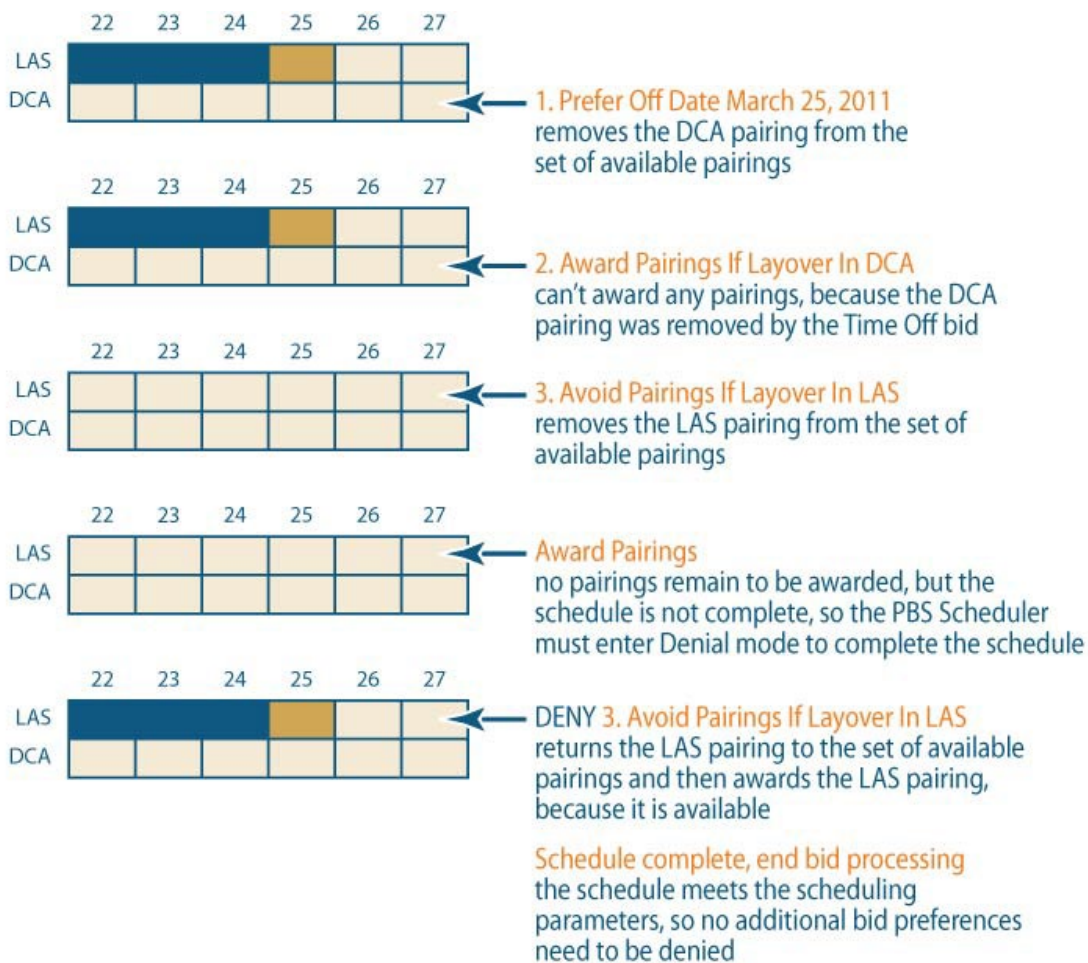 22 23 24 25 26 27
LAS
DCA
1. Prefer Off Date March 25, 2011
removes the DCA pairing from the
set of available pairings
22 23 24 25 26 27
LAS
DCA
2. Award Pairings If Layover In DCA
can't award any pairings, because the DCA
pairing was removed by the Time Off bid
22 23 24 25 26 27
LAS
DCA
3. Avoid Pairings If Layover In LAS
removes the LAS pairing from the set of
available pairings
22 23 24 25 26 27
LAS
DCA
Award Pairings
no pairings remain to be awarded, but the
schedule is not complete, so the PBS Scheduler
must enter Denial mode to complete the schedule
22 23 24 25 26 27
LAS
DCA
DENY 3. Avoid Pairings If Layover In LAS
returns the LAS pairing to the set of available
pairings and then awards the LAS pairing,
because it is available
Schedule complete, end bid processing
the schedule meets the scheduling
parameters, so no additional bid preferences
need to be denied